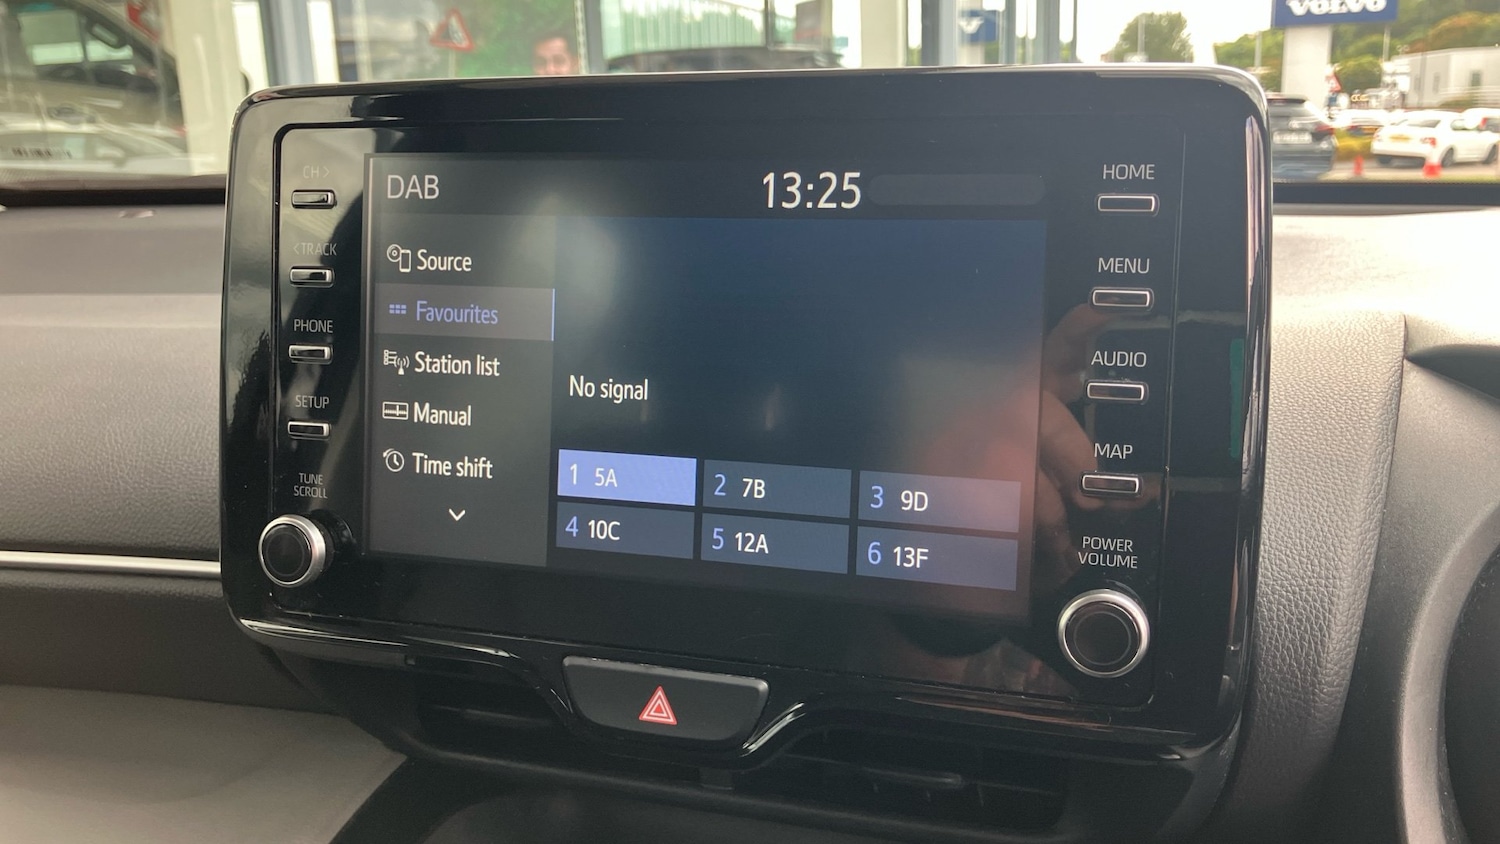 VOLVO
CH >
<TRACK
PHONE
SETUP
TUNE
SCROLL
DAB
13:25
Source
Favourites
Station list
Manual
Time shift
No signal
1 5A
2 7B
3 9D
4 10C
5 12A
6 13F
HOME
MENU
AUDIO
MAP
POWER
VOLUME